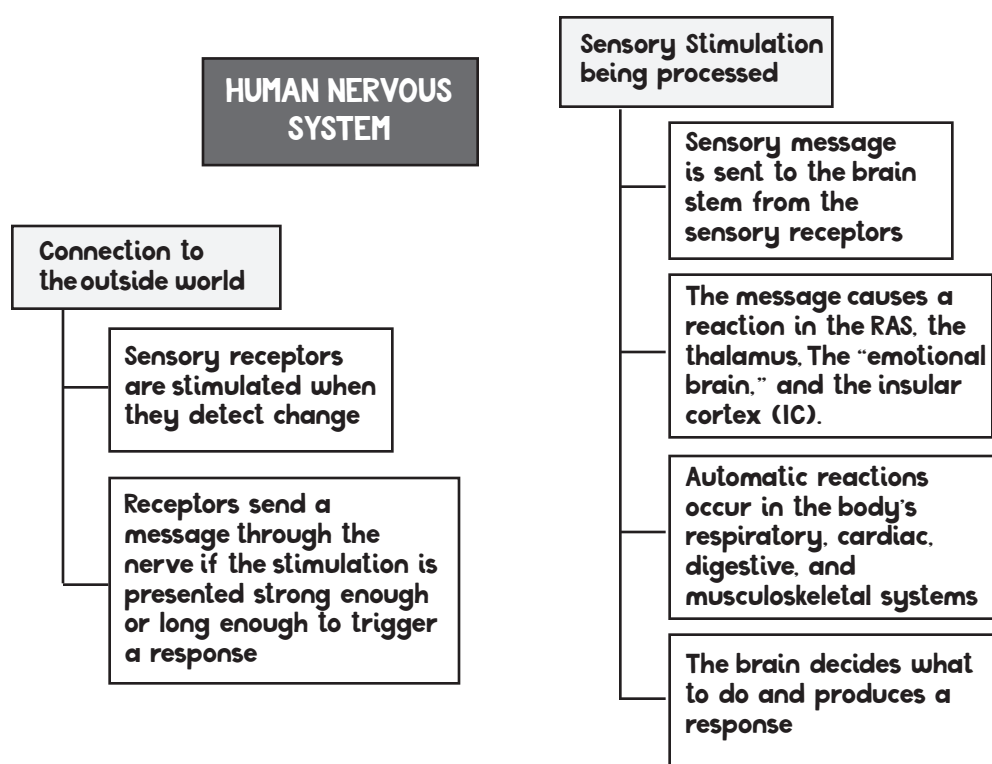 HUMAN NERVOUS
SYSTEM
Connection to
the outside world
Sensory receptors
are stimulated when
they detect change
Receptors send a
message through the
nerve if the stimulation is
presented strong enough
or long enough to trigger
a response
Sensory Stimulation
being processed
Sensory message
is sent to the brain
stem from the
sensory receptors
The message causes a
reaction in the RAS, the
thalamus, The “emotional
brain,” and the insular
cortex (IC).
Automatic reactions
occur in the body's
respiratory, cardiac,
digestive, and
musculoskeletal systems
The brain decides what
to do and produces a
response